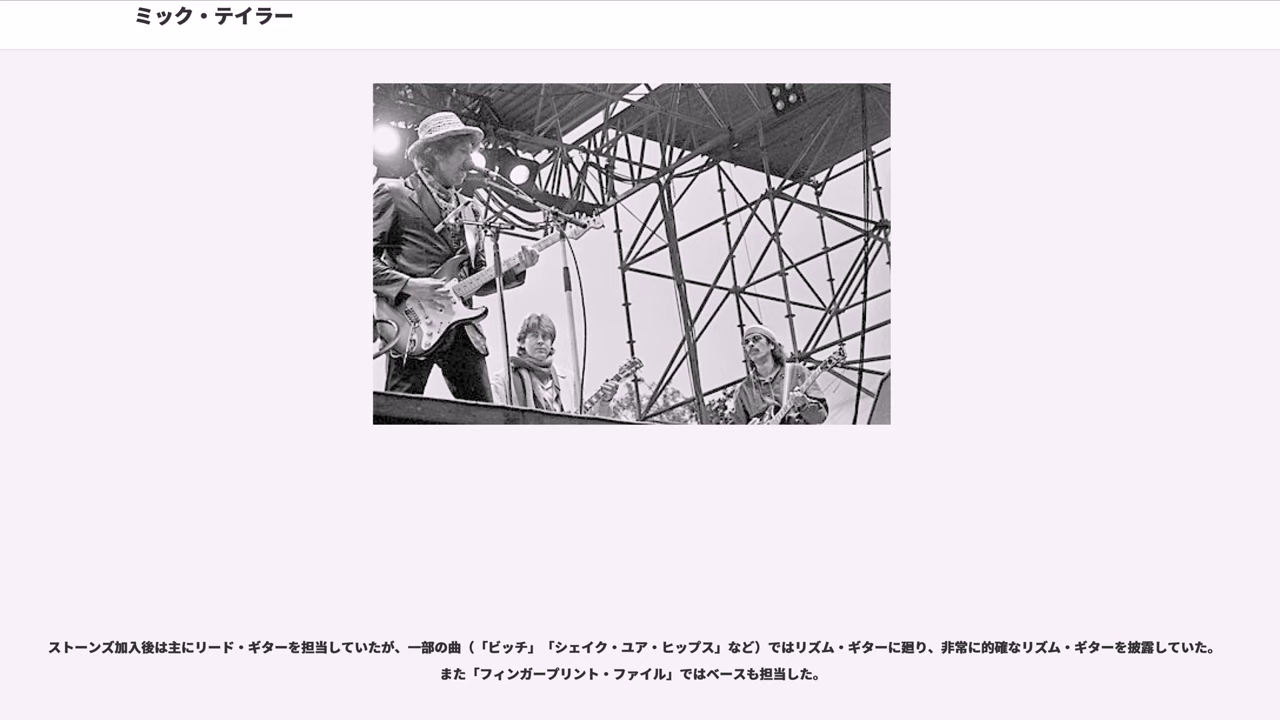 ミック・テイラー
ストーンズ加入後は主にリード・ギターを担当していたが、一部の曲（「ビッチ」「シェイク・ユア・ヒップス」など）ではリズム・ギターに廻り、非常に的確なリズム・ギターを披露していた。
また「フィンガープリント・ファイル」ではベースも担当した。